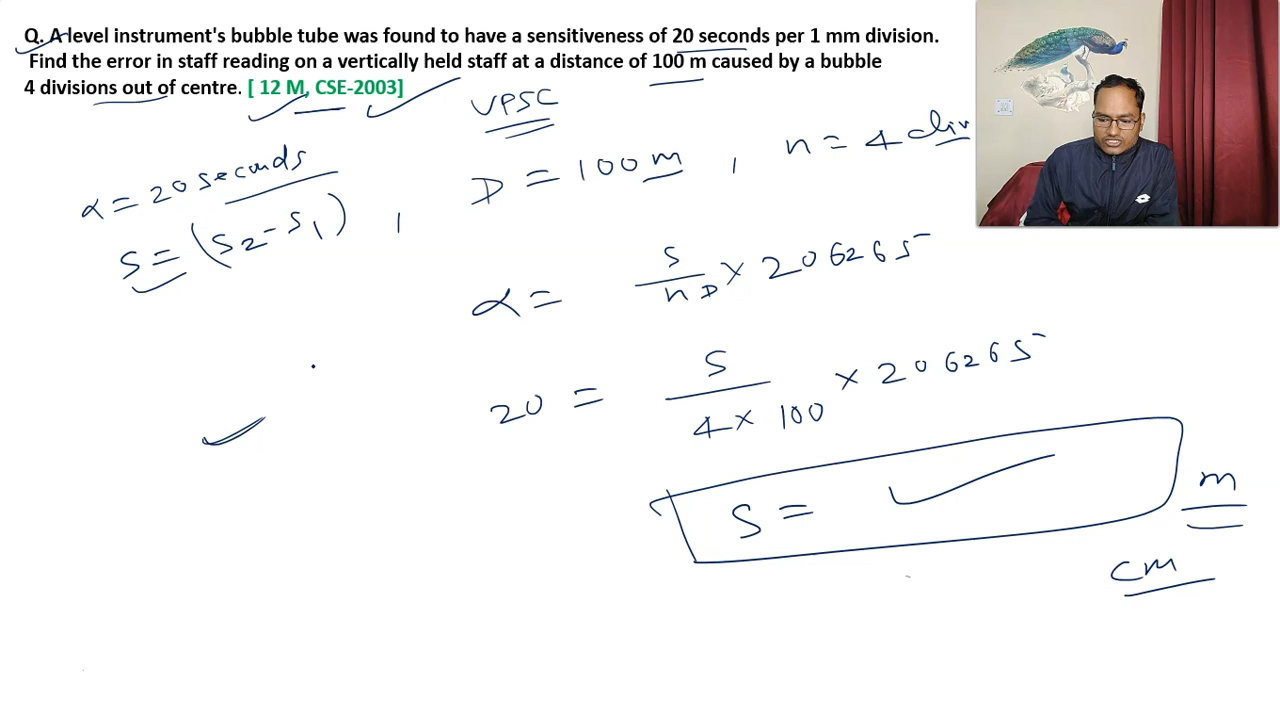 Q. A level instrument's bubble tube was found to have a sensitiveness of 20 seconds per 1 mm division.
Find the error in staff reading on a vertically held staff at a distance of 100 m caused by a bubble
4 divisions out of centre. [ 12 M, CSE-2003]
UPSC
α = 20 seconds
D = 100m , n = 4 div
S = (S2-S1) ,
α = S/nD × 206265
20 = S/4× 100 × 206265
S = m
cm